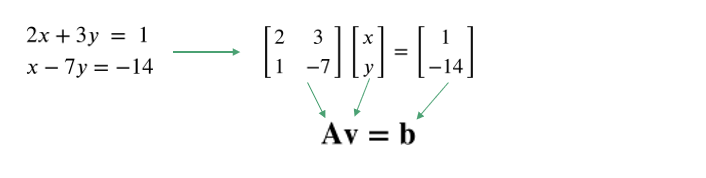 2x + 3y = 1
x − 7y = −14
[2 3] [x] = [1]
[1 −7] [y] [−14]
Av = b